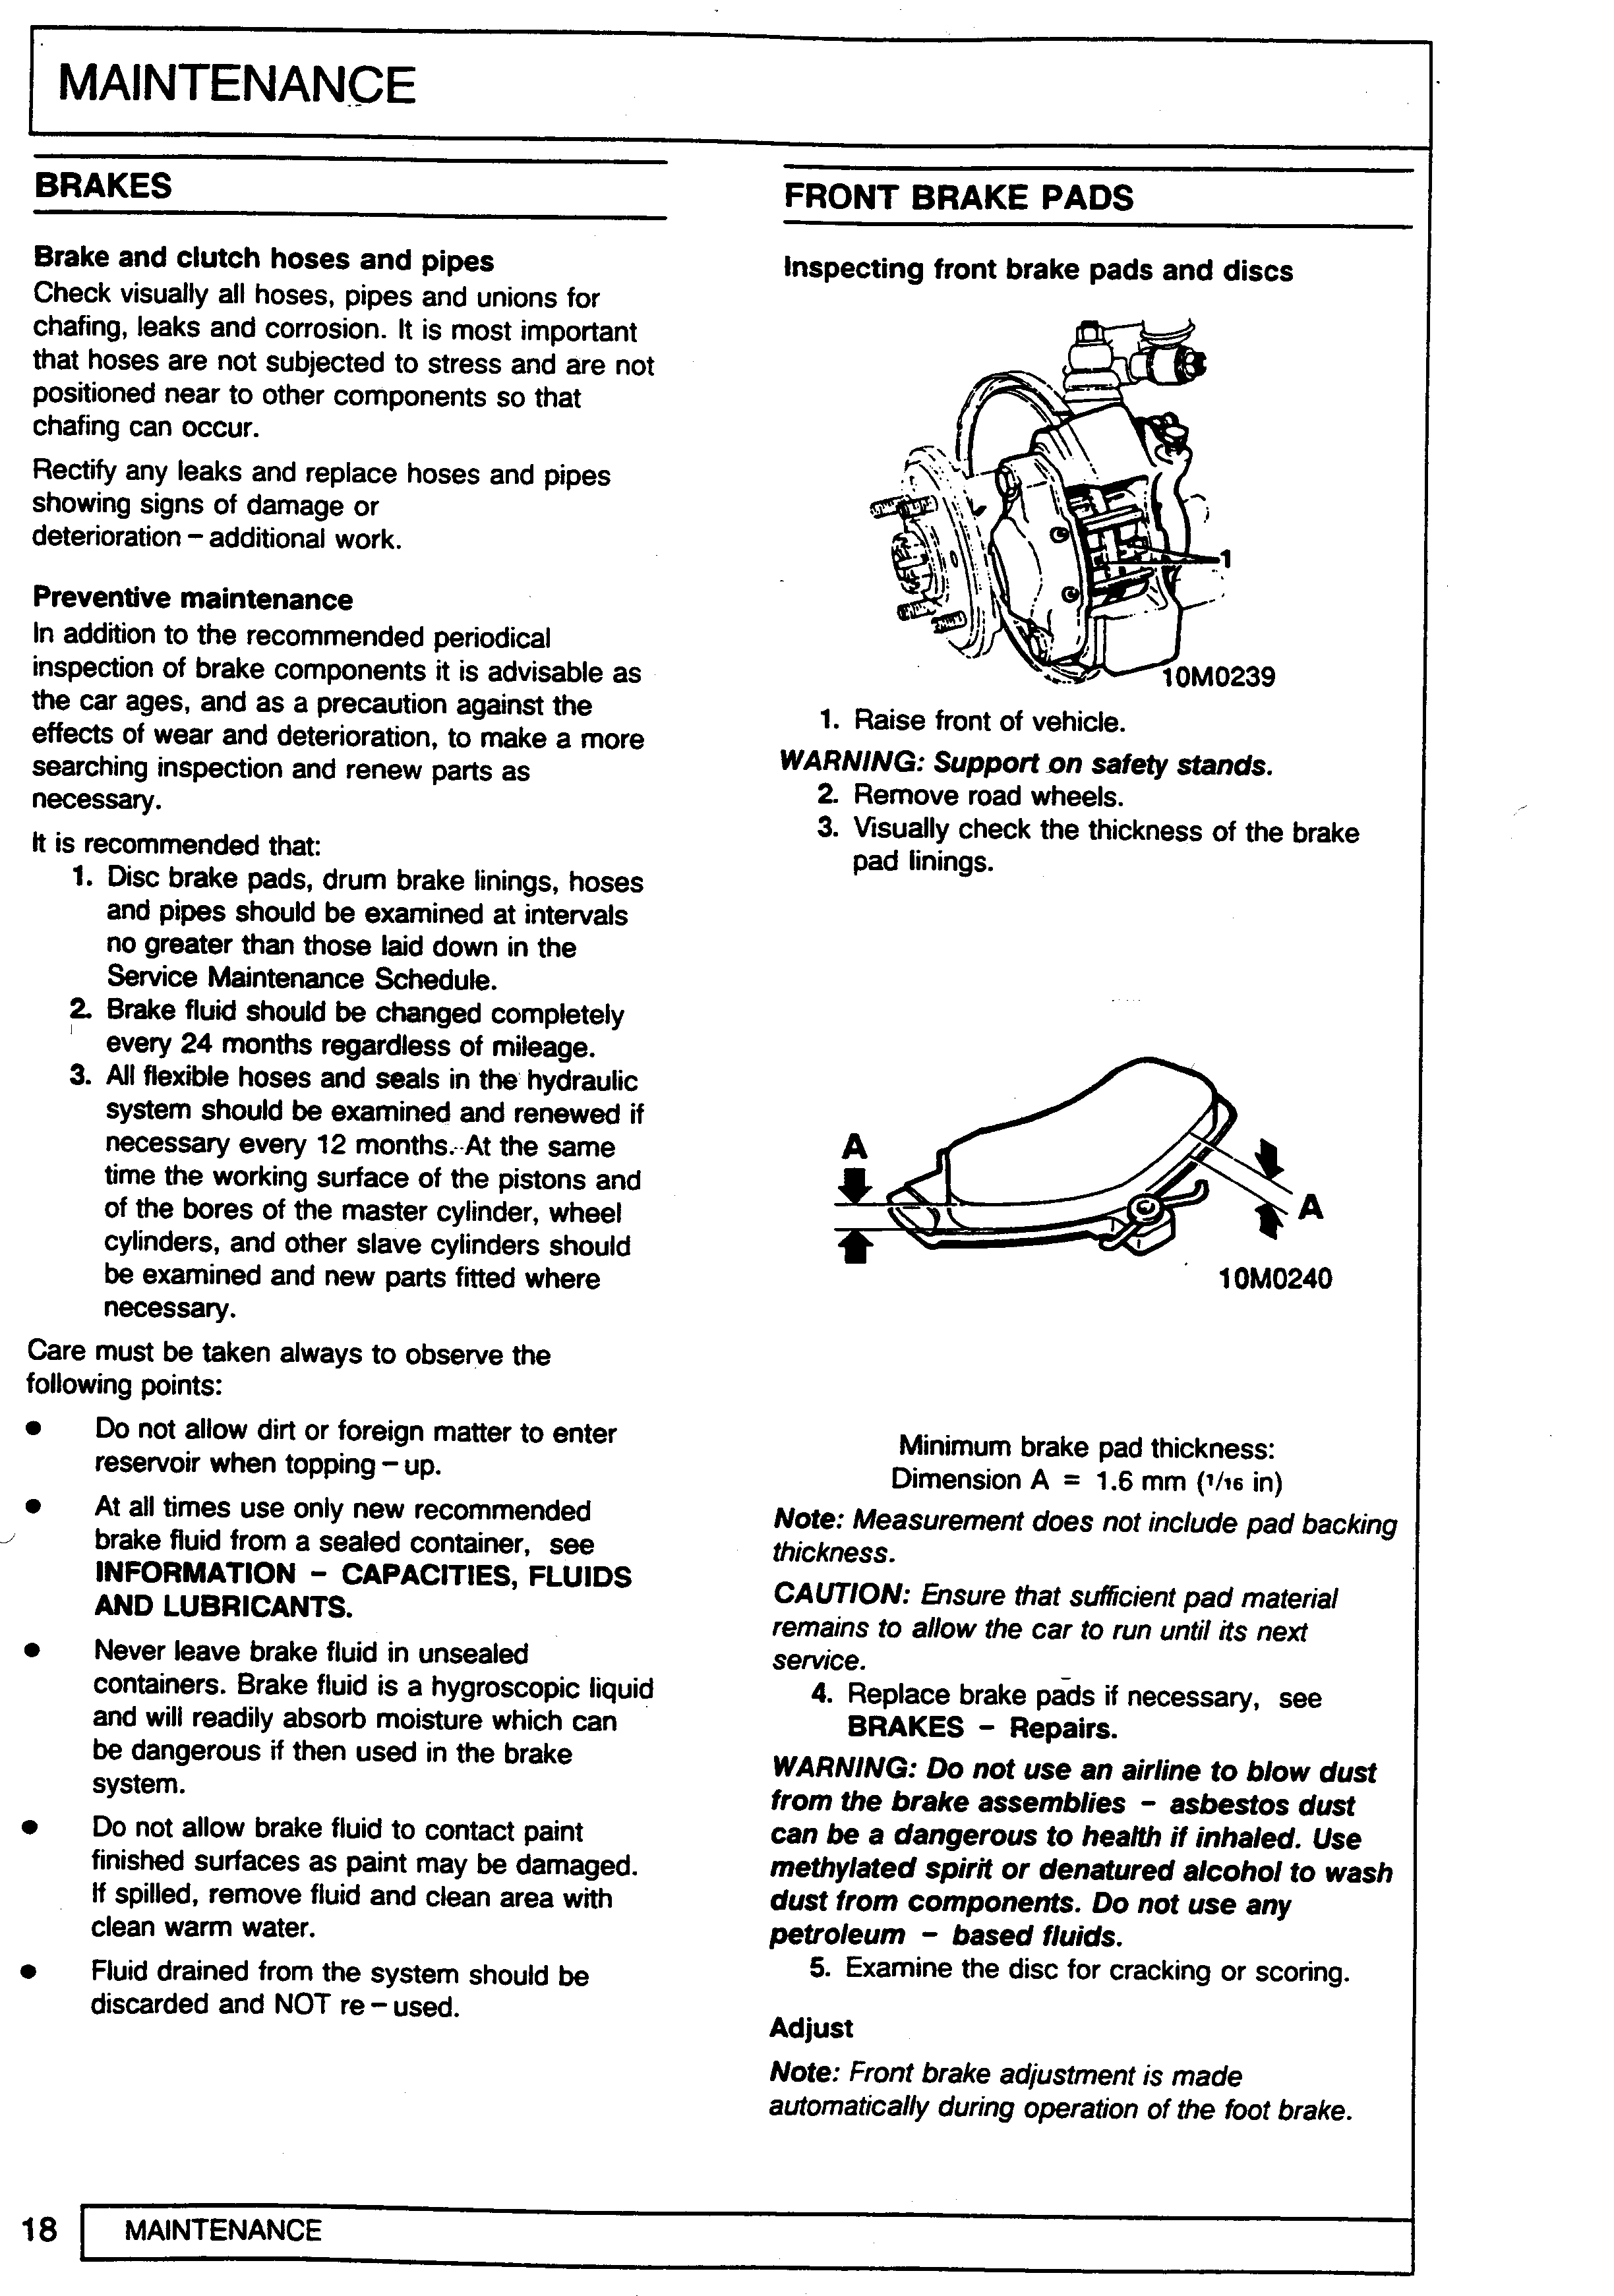 MAINTENANCE
BRAKES
Brake and clutch hoses and pipes
Check visually all hoses, pipes and unions for
chafing, leaks and corrosion. It is most important
that hoses are not subjected to stress and are not
positioned near to other components so that
chafing can occur.
Rectify any leaks and replace hoses and pipes
showing signs of damage or
deterioration – additional work.
Preventive maintenance
In addition to the recommended periodical
inspection of brake components it is advisable as
the car ages, and as a precaution against the
effects of wear and deterioration, to make a more
searching inspection and renew parts as
necessary.
It is recommended that:
1. Disc brake pads, drum brake linings, hoses
and pipes should be examined at intervals
no greater than those laid down in the
Service Maintenance Schedule.
2. Brake fluid should be changed completely
every 24 months regardless of mileage.
3. All flexible hoses and seals in the hydraulic
system should be examined and renewed if
necessary every 12 months. At the same
time the working surface of the pistons and
of the bores of the master cylinder, wheel
cylinders, and other slave cylinders should
be examined and new parts fitted where
necessary.
Care must be taken always to observe the
following points:
● Do not allow dirt or foreign matter to enter
reservoir when topping – up.
● At all times use only new recommended
brake fluid from a sealed container, see
INFORMATION – CAPACITIES, FLUIDS
AND LUBRICANTS.
● Never leave brake fluid in unsealed
containers. Brake fluid is a hygroscopic liquid
and will readily absorb moisture which can
be dangerous if then used in the brake
system.
● Do not allow brake fluid to contact paint
finished surfaces as paint may be damaged.
If spilled, remove fluid and clean area with
clean warm water.
● Fluid drained from the system should be
discarded and NOT re – used.
FRONT BRAKE PADS
Inspecting front brake pads and discs
1
10M0239
1. Raise front of vehicle.
WARNING: Support on safety stands.
2. Remove road wheels.
3. Visually check the thickness of the brake
pad linings.
A
A
10M0240
Minimum brake pad thickness:
Dimension A = 1.6 mm (1/16 in)
Note: Measurement does not include pad backing
thickness.
CAUTION: Ensure that sufficient pad material
remains to allow the car to run until its next
service.
4. Replace brake pads if necessary, see
BRAKES – Repairs.
WARNING: Do not use an airline to blow dust
from the brake assemblies – asbestos dust
can be a dangerous to health if inhaled. Use
methylated spirit or denatured alcohol to wash
dust from components. Do not use any
petroleum – based fluids.
5. Examine the disc for cracking or scoring.
Adjust
Note: Front brake adjustment is made
automatically during operation of the foot brake.
18 MAINTENANCE